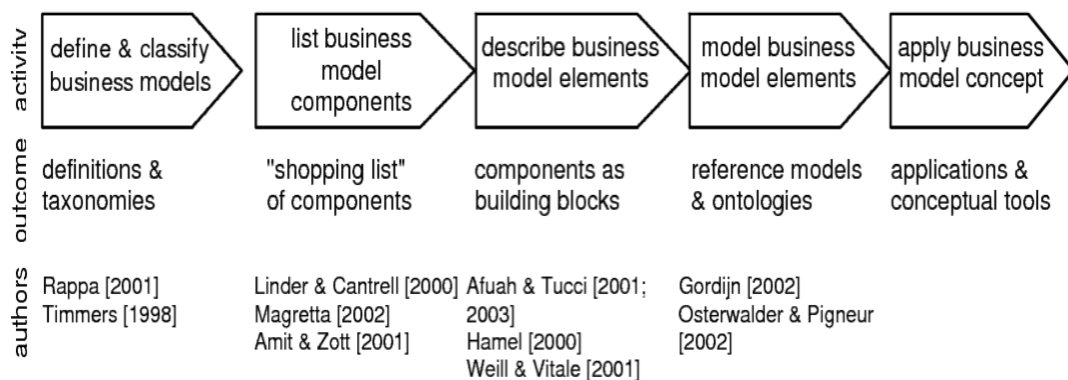 activity
define & classify
business models
list business
model
components
describe business
model elements
model business
model elements
apply business
model concept
outcome
definitions &
taxonomies
"shopping list"
of components
components as
building blocks
reference models
& ontologies
applications &
conceptual tools
authors
Rappa [2001]
Timmers [1998]
Linder & Cantrell [2000]
Magretta [2002]
Amit & Zott [2001]
Afuah & Tucci [2001;
2003]
Hamel [2000]
Weill & Vitale [2001]
Gordijn [2002]
Osterwalder & Pigneur
[2002]